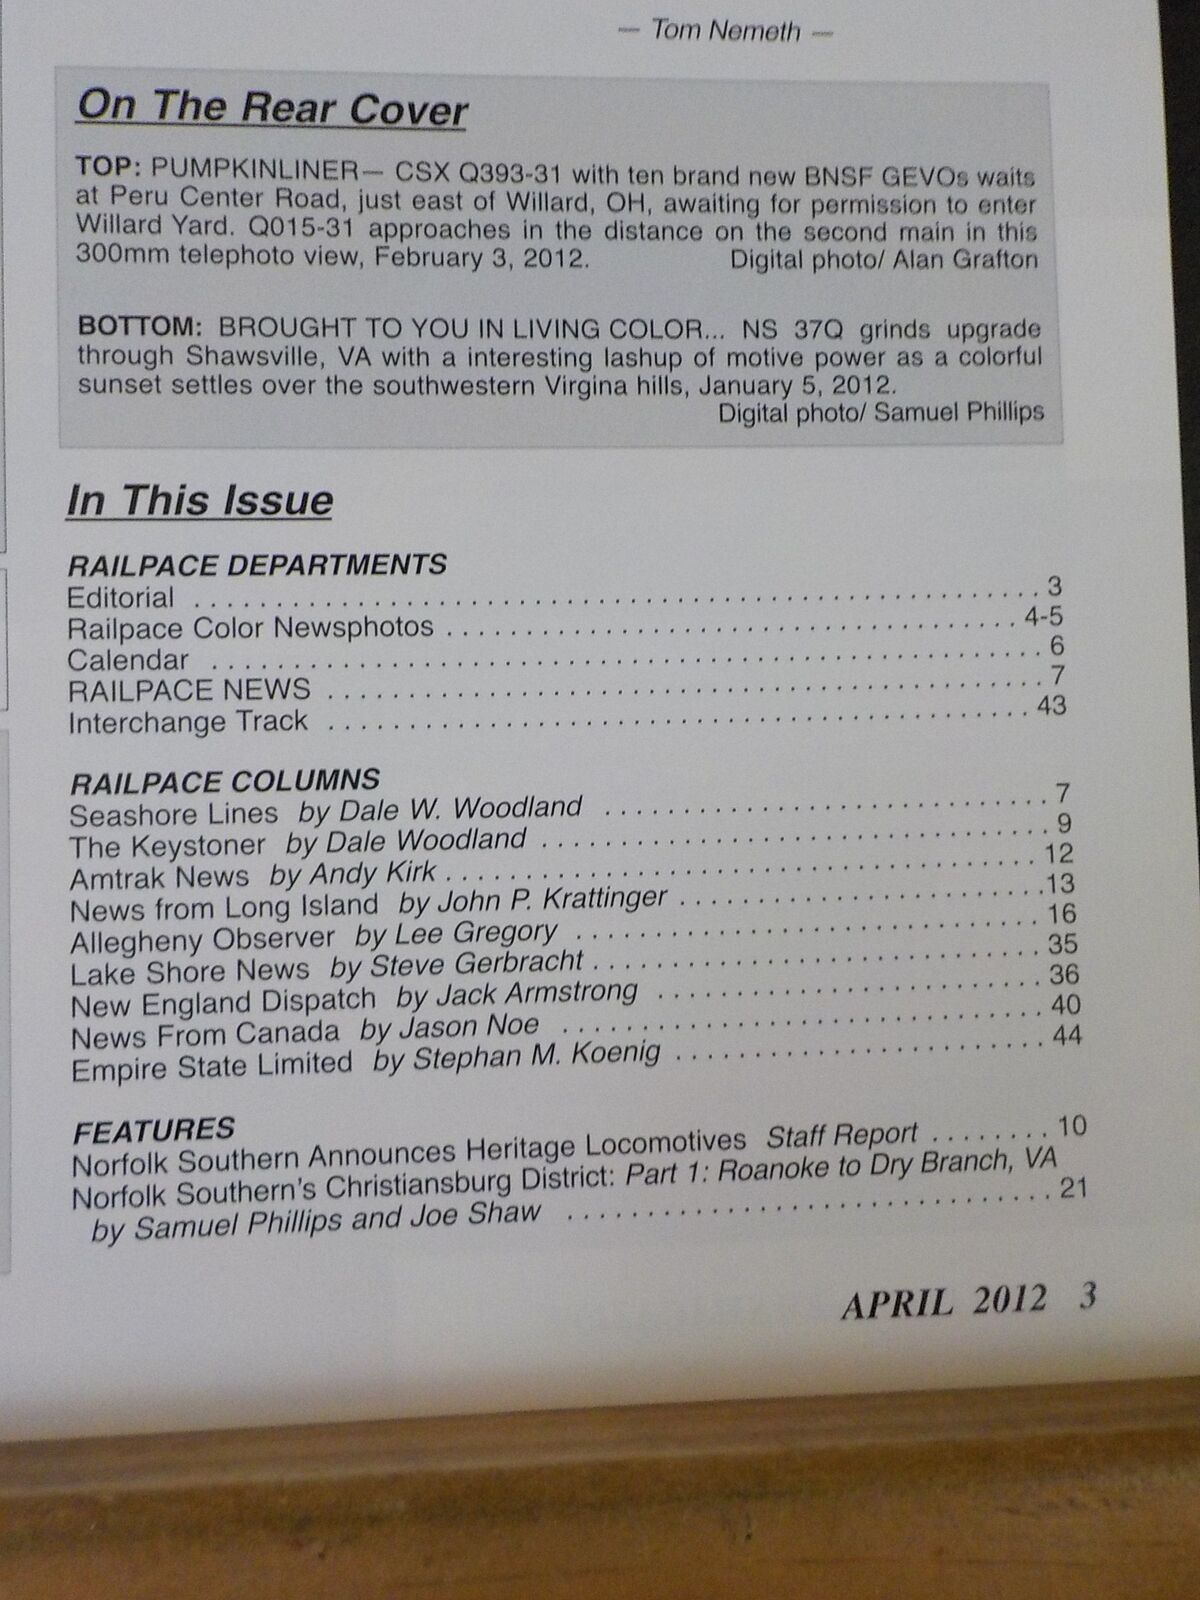 — Tom Nemeth —
On The Rear Cover
TOP: PUMPKINLINER— CSX Q393-31 with ten brand new BNSF GEVOs waits
at Peru Center Road, just east of Willard, OH, awaiting for permission to enter
Willard Yard. Q015-31 approaches in the distance on the second main in this
300mm telephoto view, February 3, 2012. Digital photo/ Alan Grafton
BOTTOM: BROUGHT TO YOU IN LIVING COLOR... NS 37Q grinds upgrade
through Shawsville, VA with a interesting lashup of motive power as a colorful
sunset settles over the southwestern Virgina hills, January 5, 2012.
Digital photo/ Samuel Phillips
In This Issue
RAILPACE DEPARTMENTS
Editorial . . . . . . . . . . . . . . . . . . . . 3
Railpace Color Newsphotos . . . . . . . . . . . . . . . . . . . . 4-5
Calendar . . . . . . . . . . . . . . . . . . . . 6
RAILPACE NEWS . . . . . . . . . . . . . . . . . . . . 7
Interchange Track . . . . . . . . . . . . . . . . . . . . 43
RAILPACE COLUMNS
Seashore Lines by Dale W. Woodland . . . . . . . . . . . . . . . . . . . . 7
The Keystoner by Dale Woodland . . . . . . . . . . . . . . . . . . . . 9
Amtrak News by Andy Kirk . . . . . . . . . . . . . . . . . . . . 12
News from Long Island by John P. Krattinger . . . . . . . . . . . . . . . . . . . . 13
Allegheny Observer by Lee Gregory . . . . . . . . . . . . . . . . . . . . 16
Lake Shore News by Steve Gerbracht . . . . . . . . . . . . . . . . . . . . 35
New England Dispatch by Jack Armstrong . . . . . . . . . . . . . . . . . . . . 36
News From Canada by Jason Noe . . . . . . . . . . . . . . . . . . . . 40
Empire State Limited by Stephan M. Koenig . . . . . . . . . . . . . . . . . . . . 44
FEATURES
Norfolk Southern Announces Heritage Locomotives Staff Report . . . . . . . . 10
Norfolk Southern's Christiansburg District: Part 1: Roanoke to Dry Branch, VA
by Samuel Phillips and Joe Shaw . . . . . . . . . . . . . . . . . . . . 21
APRIL 2012 3